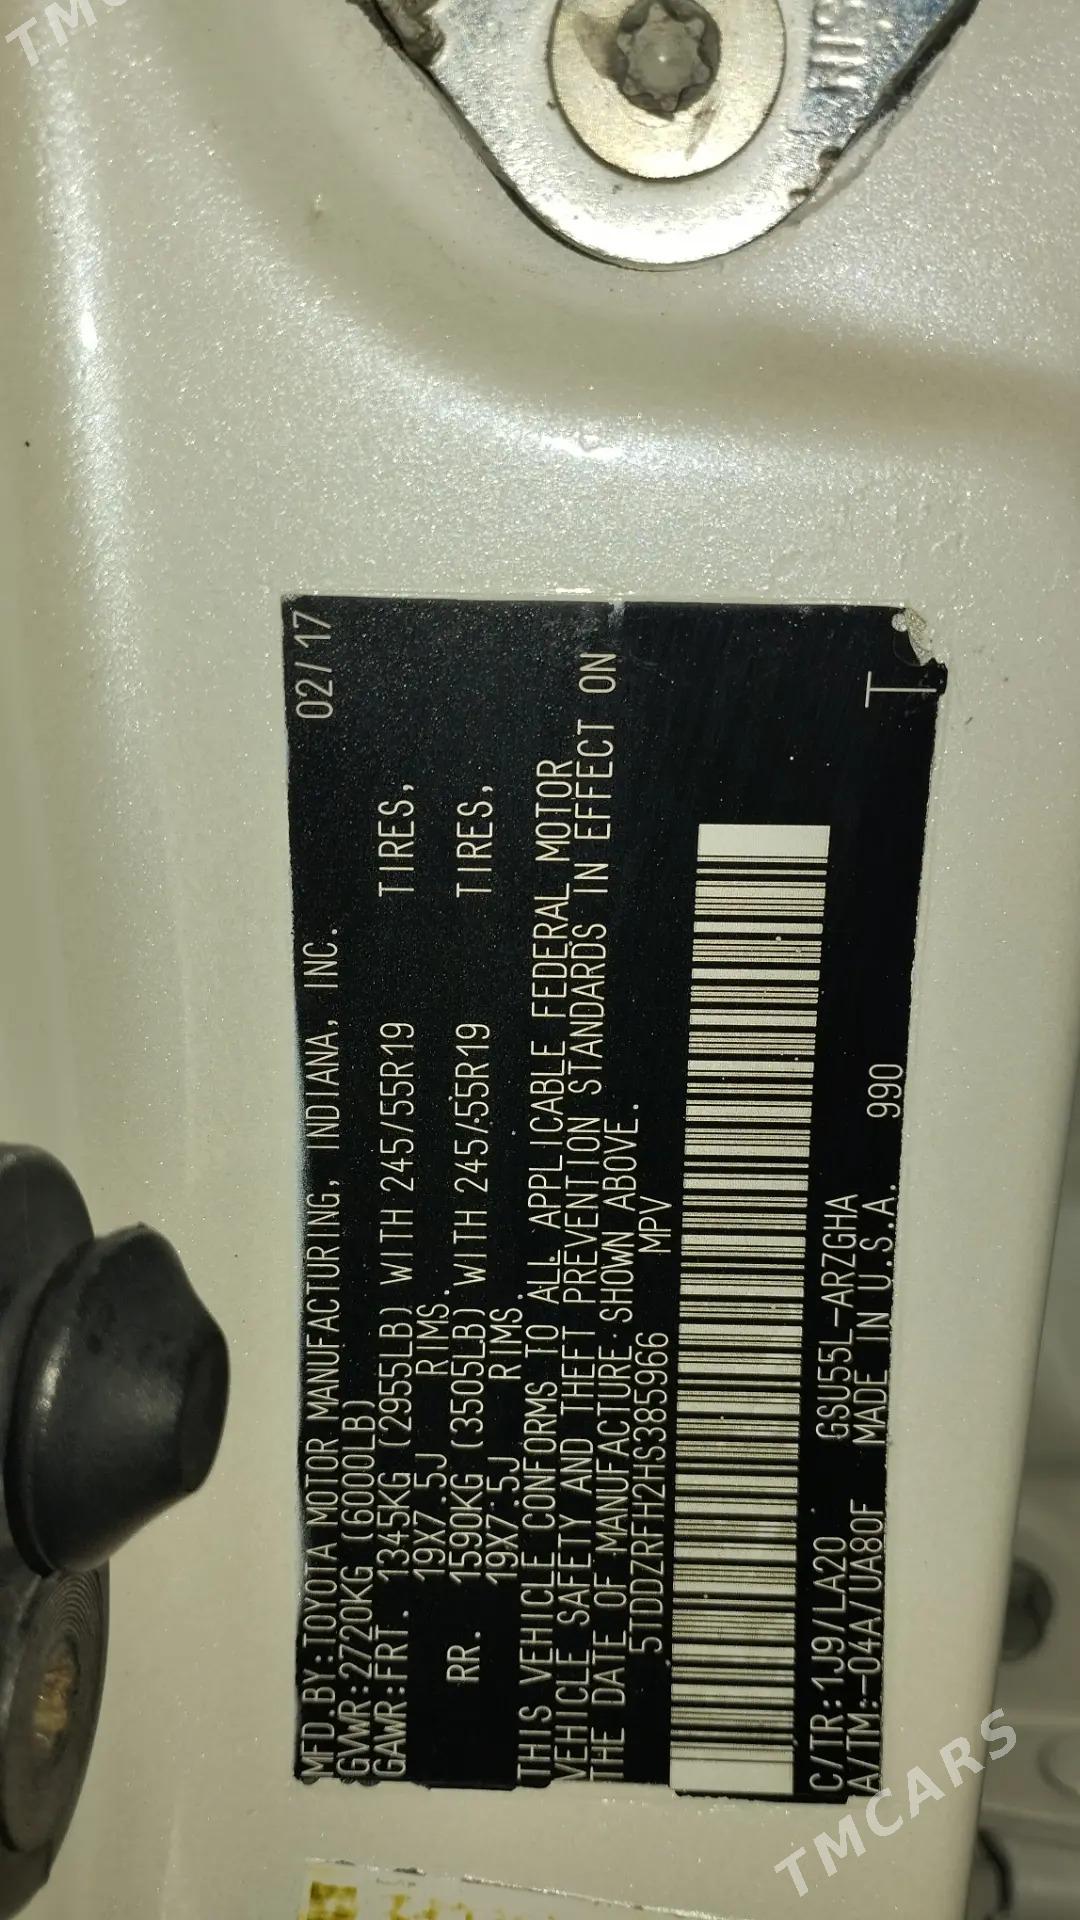 MFD.BY:TOYOTA MOTOR MANUFACTURING, INDIANA, INC. 02/17
GVWR:2720KG (6000LB)
GAWR:FRT. 1345KG (2955LB) WITH 245/55R19 TIRES,
19X7.5J RIMS.
RR. 1590KG (3505LB) WITH 245/55R19 TIRES,
19X7.5J RIMS.
THIS VEHICLE CONFORMS TO ALL APPLICABLE FEDERAL MOTOR
VEHICLE SAFETY AND THEFT PREVENTION STANDARDS IN EFFECT ON
THE DATE OF MANUFACTURE SHOWN ABOVE.
5TDDZRFH2HS385966 MPV
C/TR:1J9/LA20 GSU55L-ARZGHA
A/TM:-04A/UA80F MADE IN U.S.A. 990 T
TMCARS